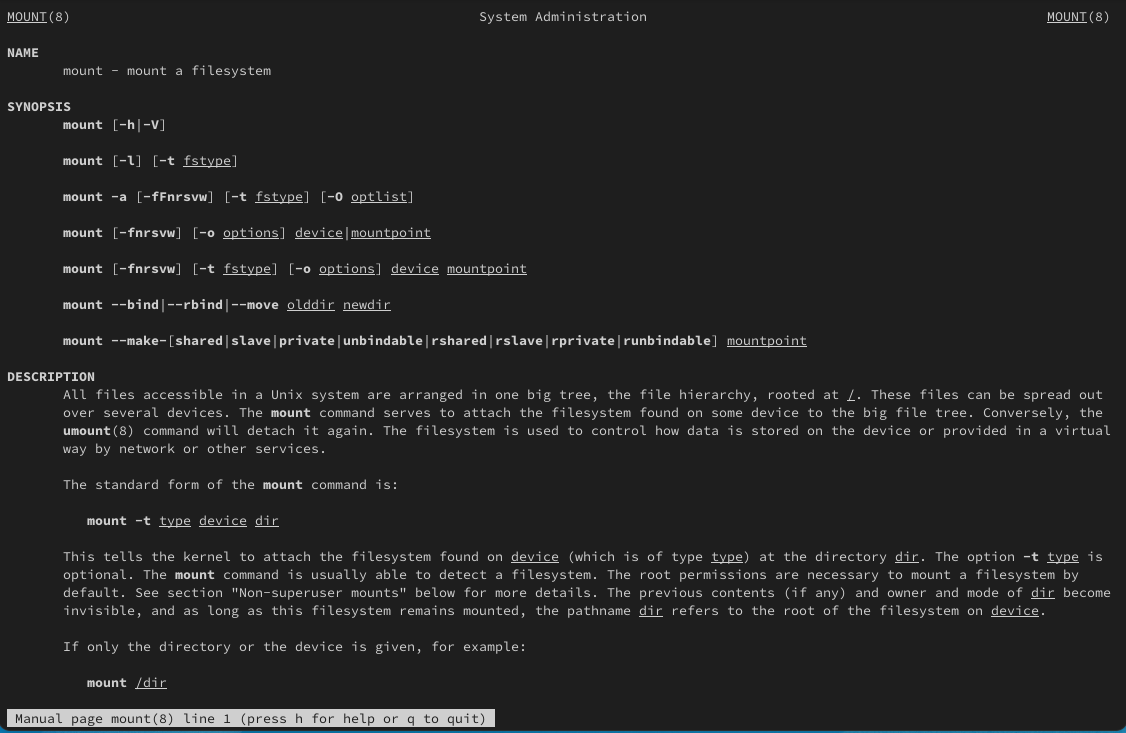 MOUNT(8) System Administration MOUNT(8)
NAME
mount - mount a filesystem
SYNOPSIS
mount [-h|-V]
mount [-l] [-t fstype]
mount -a [-fFnrsvw] [-t fstype] [-O optlist]
mount [-fnrsvw] [-o options] device|mountpoint
mount [-fnrsvw] [-t fstype] [-o options] device mountpoint
mount --bind|--rbind|--move olddir newdir
mount --make-[shared|slave|private|unbindable|rshared|rslave|rprivate|runbindable] mountpoint
DESCRIPTION
All files accessible in a Unix system are arranged in one big tree, the file hierarchy, rooted at /. These files can be spread out
over several devices. The mount command serves to attach the filesystem found on some device to the big file tree. Conversely, the
umount(8) command will detach it again. The filesystem is used to control how data is stored on the device or provided in a virtual
way by network or other services.
The standard form of the mount command is:
mount -t type device dir
This tells the kernel to attach the filesystem found on device (which is of type type) at the directory dir. The option -t type is
optional. The mount command is usually able to detect a filesystem. The root permissions are necessary to mount a filesystem by
default. See section "Non-superuser mounts" below for more details. The previous contents (if any) and owner and mode of dir become
invisible, and as long as this filesystem remains mounted, the pathname dir refers to the root of the filesystem on device.
If only the directory or the device is given, for example:
mount /dir
Manual page mount(8) line 1 (press h for help or q to quit)